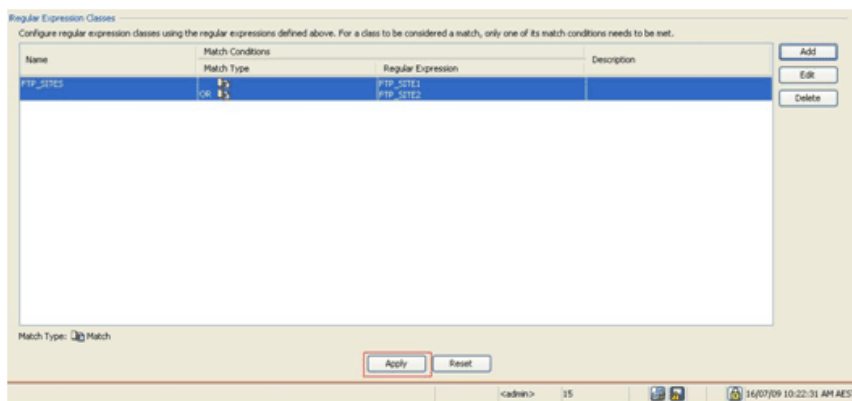 Regular Expression Classes
Configure regular expression classes using the regular expressions defined above. For a class to be considered a match, only one of its match conditions needs to be met.
Name
Match Conditions
Description
Match Type
Regular Expression
FTP_SITES
FTP_SITE1
OR
FTP_SITE2
Add
Edit
Delete
Match Type: Match
Apply
Reset
<admin>
15
16/07/09 10:22:31 AM AEST